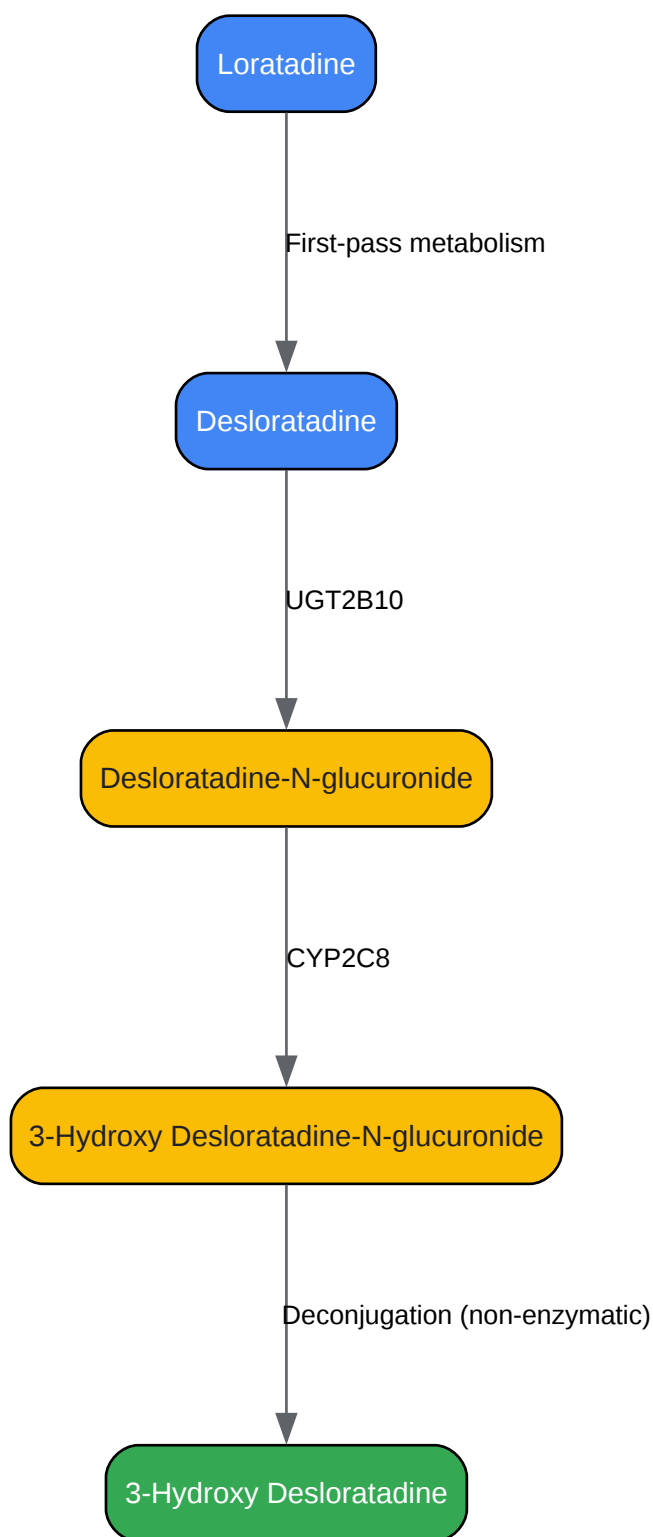 Loratadine
First-pass metabolism
Desloratadine
UGT2B10
Desloratadine-N-glucuronide
CYP2C8
3-Hydroxy Desloratadine-N-glucuronide
Deconjugation (non-enzymatic)
3-Hydroxy Desloratadine